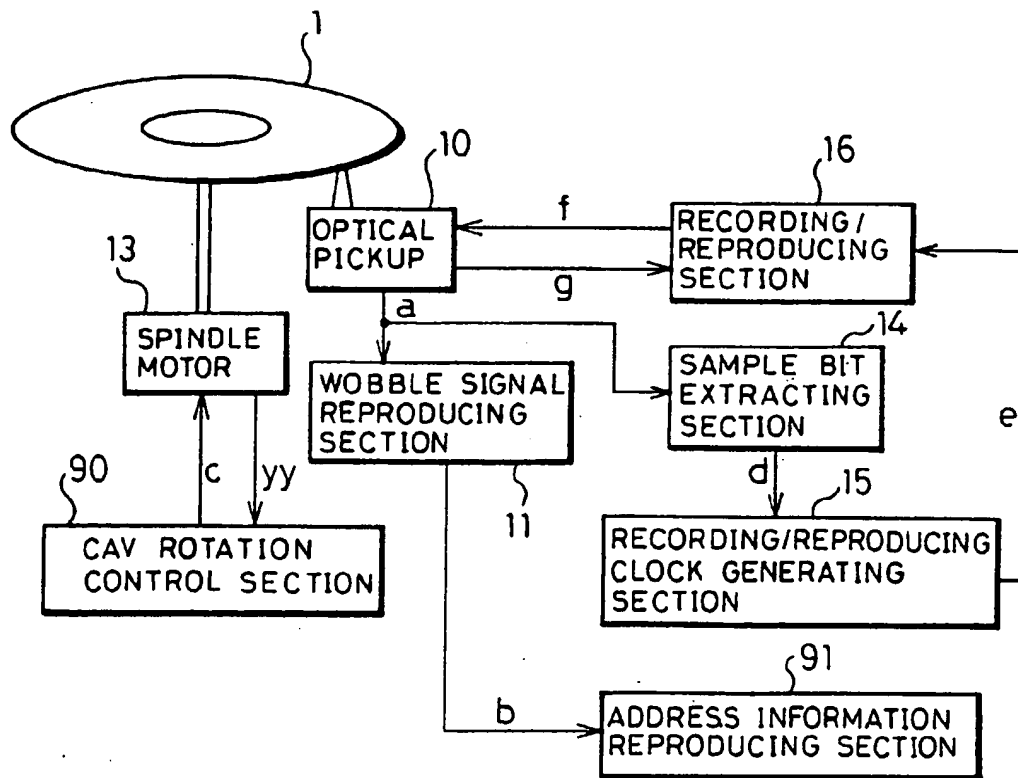 1
10
16
OPTICAL
PICKUP
f
g
RECORDING/
REPRODUCING
SECTION
13
a
14
SPINDLE
MOTOR
WOBBLE SIGNAL
REPRODUCING
SECTION
SAMPLE BIT
EXTRACTING
SECTION
e
90
c
yy
11
d
15
CAV ROTATION
CONTROL SECTION
RECORDING/REPRODUCING
CLOCK GENERATING
SECTION
91
b
ADDRESS INFORMATION
REPRODUCING SECTION